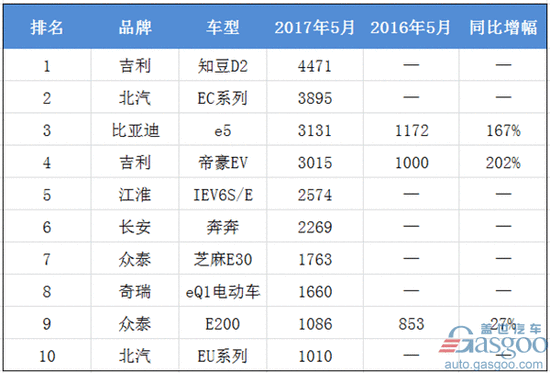 排名 品牌 车型 2017年5月 2016年5月 同比增幅
1 吉利 知豆D2 4471 — —
2 北汽 EC系列 3895 — —
3 比亚迪 e5 3131 1172 167%
4 吉利 帝豪EV 3015 1000 202%
5 江淮 IEV6S/E 2574 — —
6 长安 奔奔 2269 — —
7 众泰 芝麻E30 1763 — —
8 奇瑞 eQ1电动车 1660 — —
9 众泰 E200 1086 853 27%
10 北汽 EU系列 1010 — —
盖世汽车
Gasgoo
auto.gasgoo.com